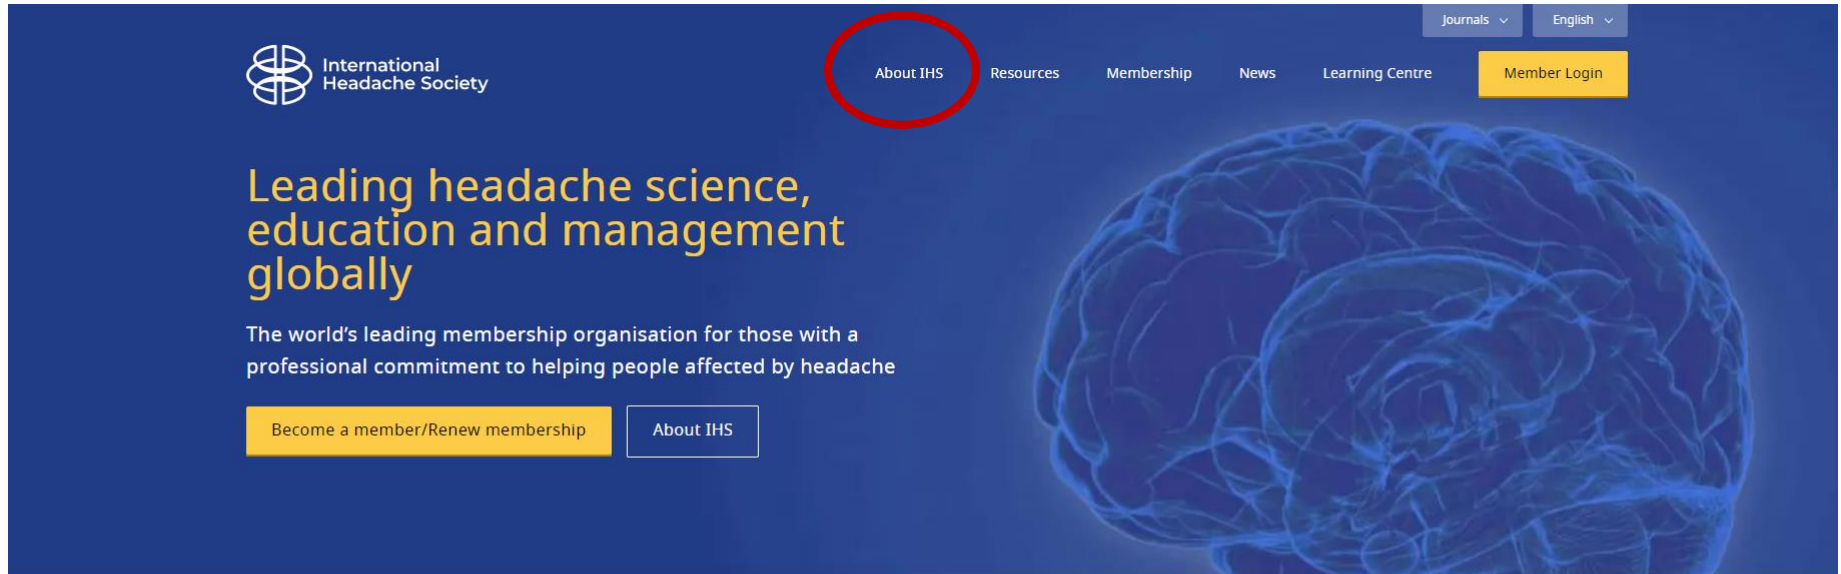 Journals
English
International
Headache Society
About IHS
Resources
Membership
News
Learning Centre
Member Login
Leading headache science,
education and management
globally
The world's leading membership organisation for those with a
professional commitment to helping people affected by headache
Become a member/Renew membership
About IHS